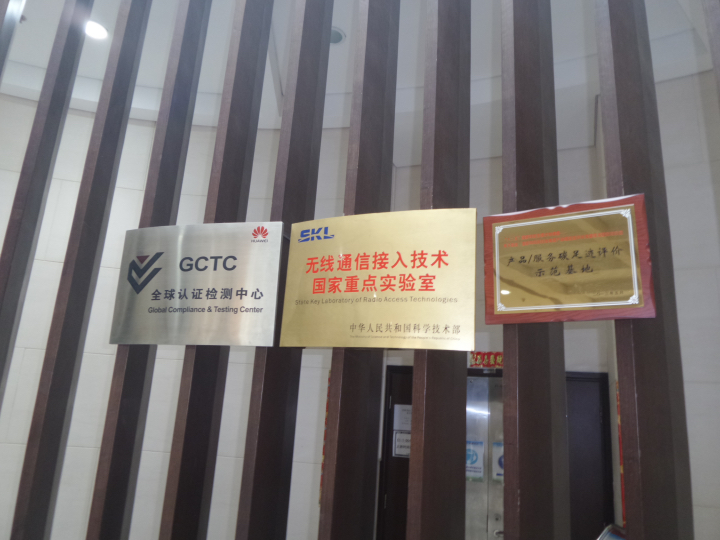 HUAWEI
GCTC
全球认证检测中心
Global Compliance & Testing Center
SKL
无线通信接入技术
国家重点实验室
State Key Laboratory of Radio Access Technologies
中华人民共和国科学技术部
产品/服务碳足迹评价
示范基地